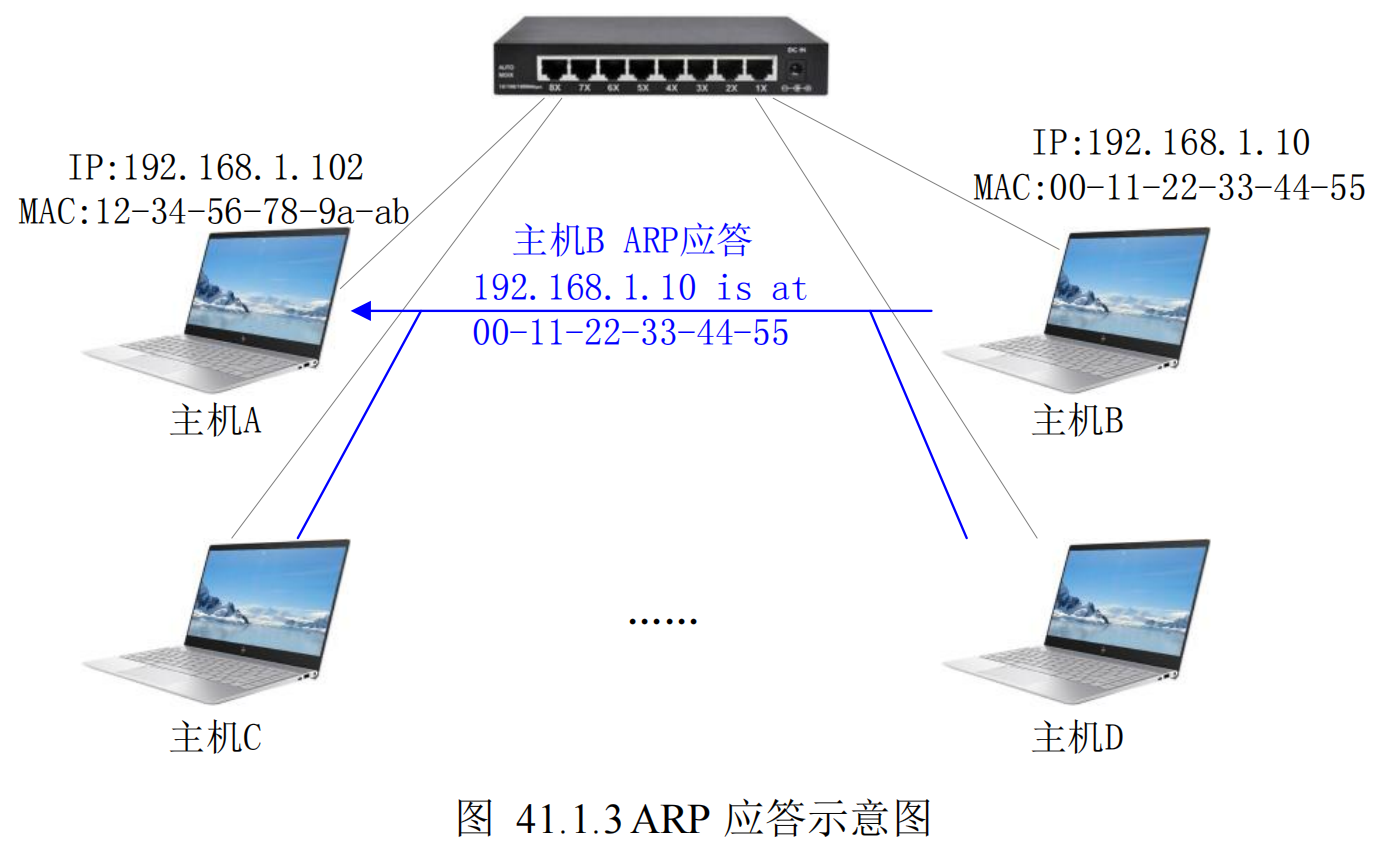 DC IN
AUTO
MDIX
8X 7X 6X 5X 4X 3X 2X 1X
IP:192.168.1.102
MAC:12-34-56-78-9a-ab
IP:192.168.1.10
MAC:00-11-22-33-44-55
主机B ARP应答
192.168.1.10 is at
00-11-22-33-44-55
主机A
主机B
......
主机C
主机D
图 41.1.3 ARP 应答示意图